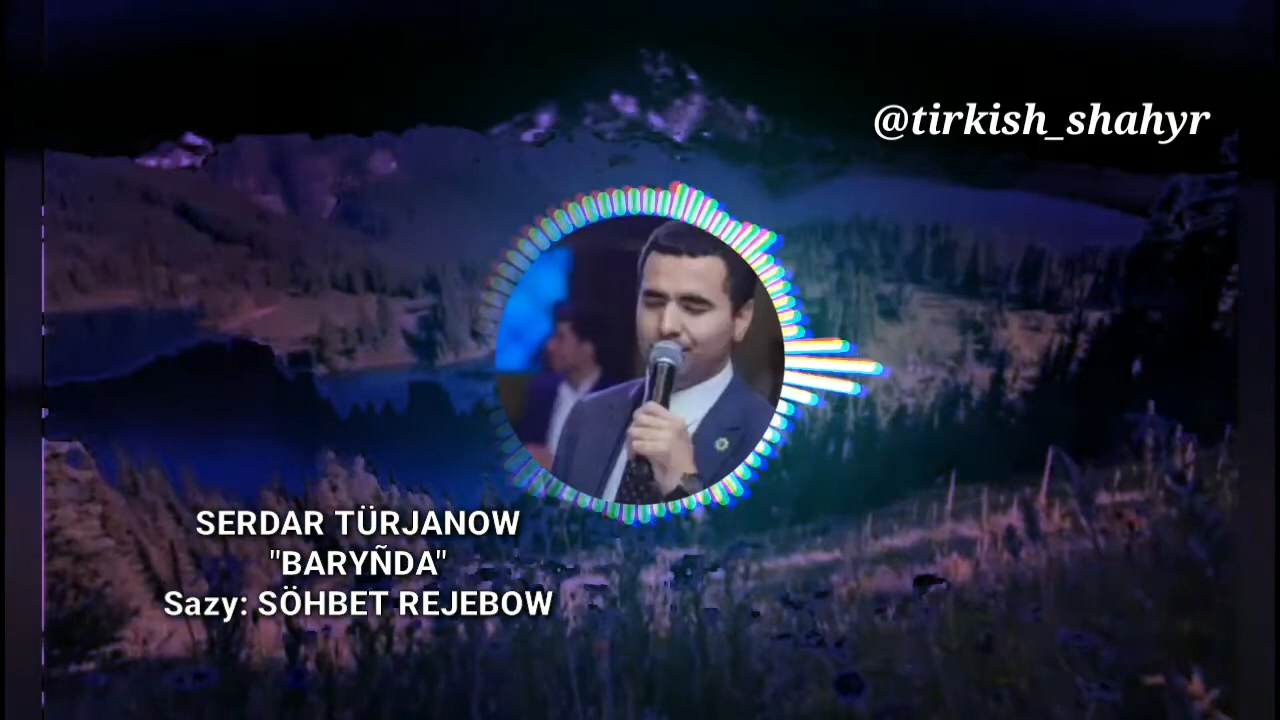 @tirkish_shahyr
SERDAR TÜRJANOW
"BARYÑDA"
Sazy: SÖHBET REJEBOW